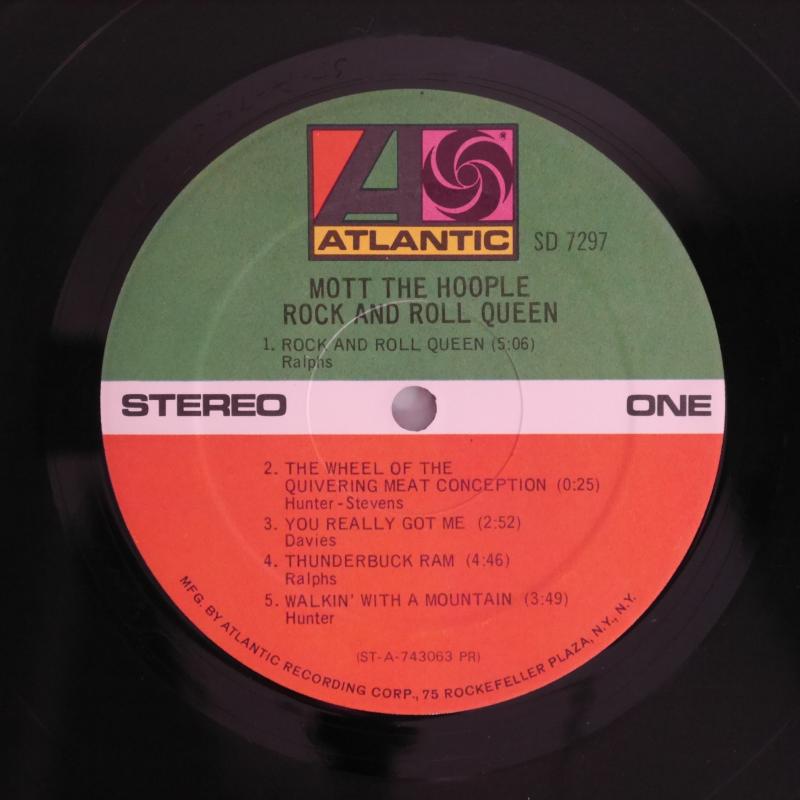 ATLANTIC
SD 7297
MOTT THE HOOPLE
ROCK AND ROLL QUEEN
1. ROCK AND ROLL QUEEN (5:06)
Ralphs
STEREO
ONE
2. THE WHEEL OF THE
QUIVERING MEAT CONCEPTION (0:25)
Hunter-Stevens
3. YOU REALLY GOT ME (2:52)
Davies
4. THUNDERBUCK RAM (4:46)
Ralphs
5. WALKIN' WITH A MOUNTAIN (3:49)
Hunter
(ST-A-743063 PR)
MFG. BY ATLANTIC RECORDING CORP., 75 ROCKEFELLER PLAZA, N.Y., N.Y.